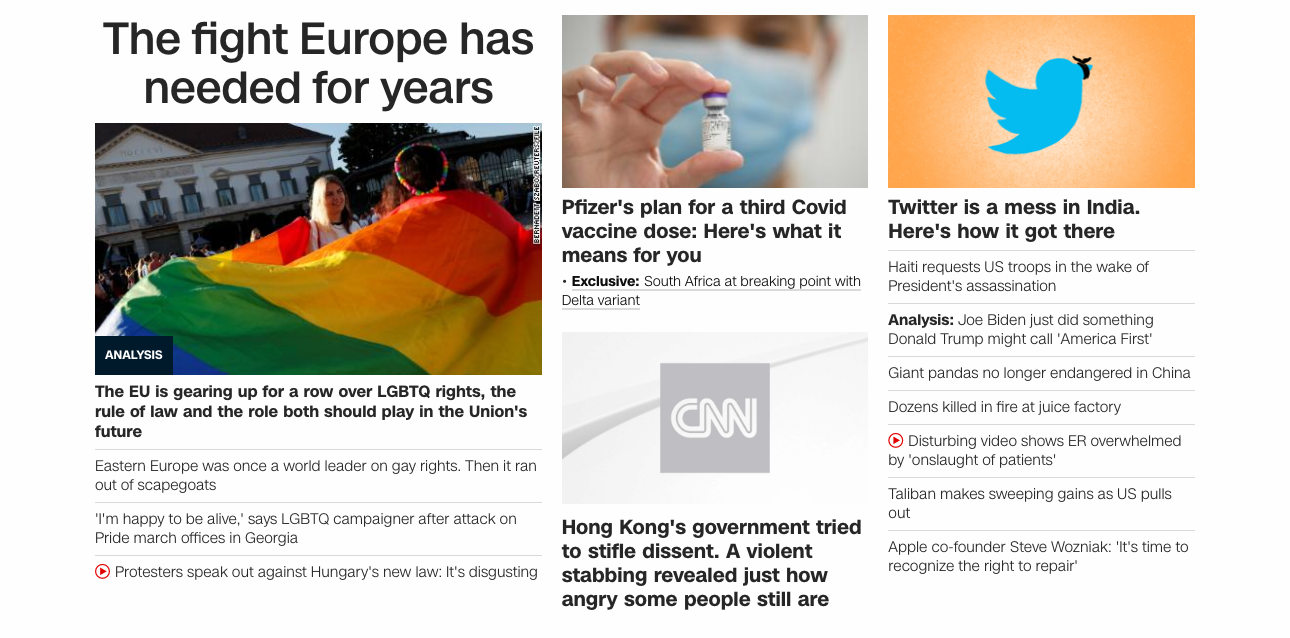 The fight Europe has
needed for years
BERNADETT SZABO/REUTERS/FILE
ANALYSIS
The EU is gearing up for a row over LGBTQ rights, the
rule of law and the role both should play in the Union's
future
Eastern Europe was once a world leader on gay rights. Then it ran
out of scapegoats
'I'm happy to be alive,' says LGBTQ campaigner after attack on
Pride march offices in Georgia
Protesters speak out against Hungary's new law: It's disgusting
Pfizer's plan for a third Covid
vaccine dose: Here's what it
means for you
• Exclusive: South Africa at breaking point with
Delta variant
CNN
Hong Kong's government tried
to stifle dissent. A violent
stabbing revealed just how
angry some people still are
Twitter is a mess in India.
Here's how it got there
Haiti requests US troops in the wake of
President's assassination
Analysis: Joe Biden just did something
Donald Trump might call 'America First'
Giant pandas no longer endangered in China
Dozens killed in fire at juice factory
Disturbing video shows ER overwhelmed
by 'onslaught of patients'
Taliban makes sweeping gains as US pulls
out
Apple co-founder Steve Wozniak: 'It's time to
recognize the right to repair'